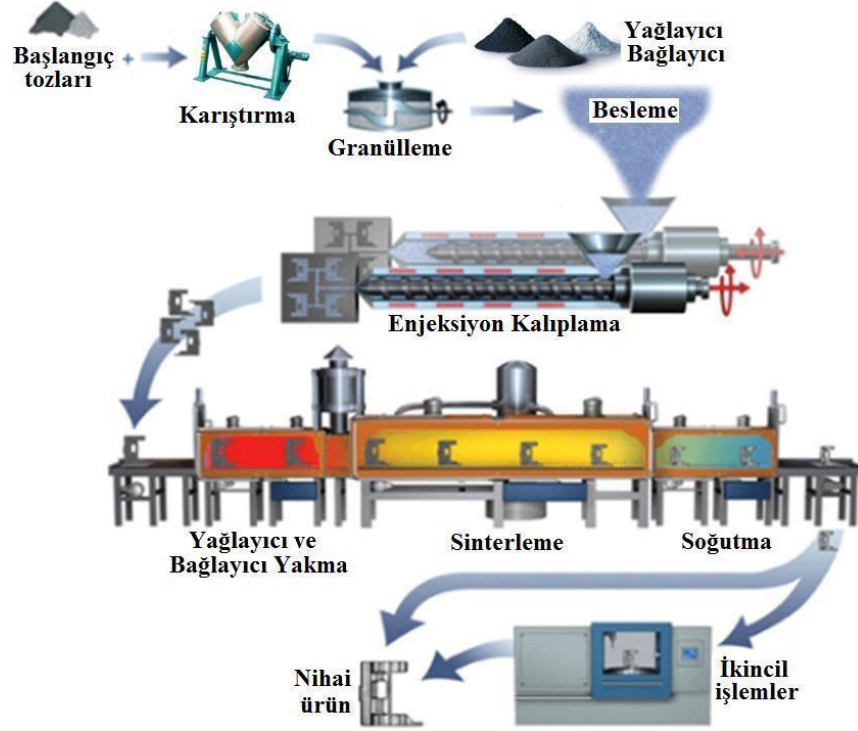 Başlangıç
tozları
+
Karıştırma
Yağlayıcı
Bağlayıcı
Granülleme
Besleme
Enjeksiyon Kalıplama
Yağlayıcı ve
Bağlayıcı Yakma
Sinterleme
Soğutma
Nihai
ürün
İkincil
işlemler